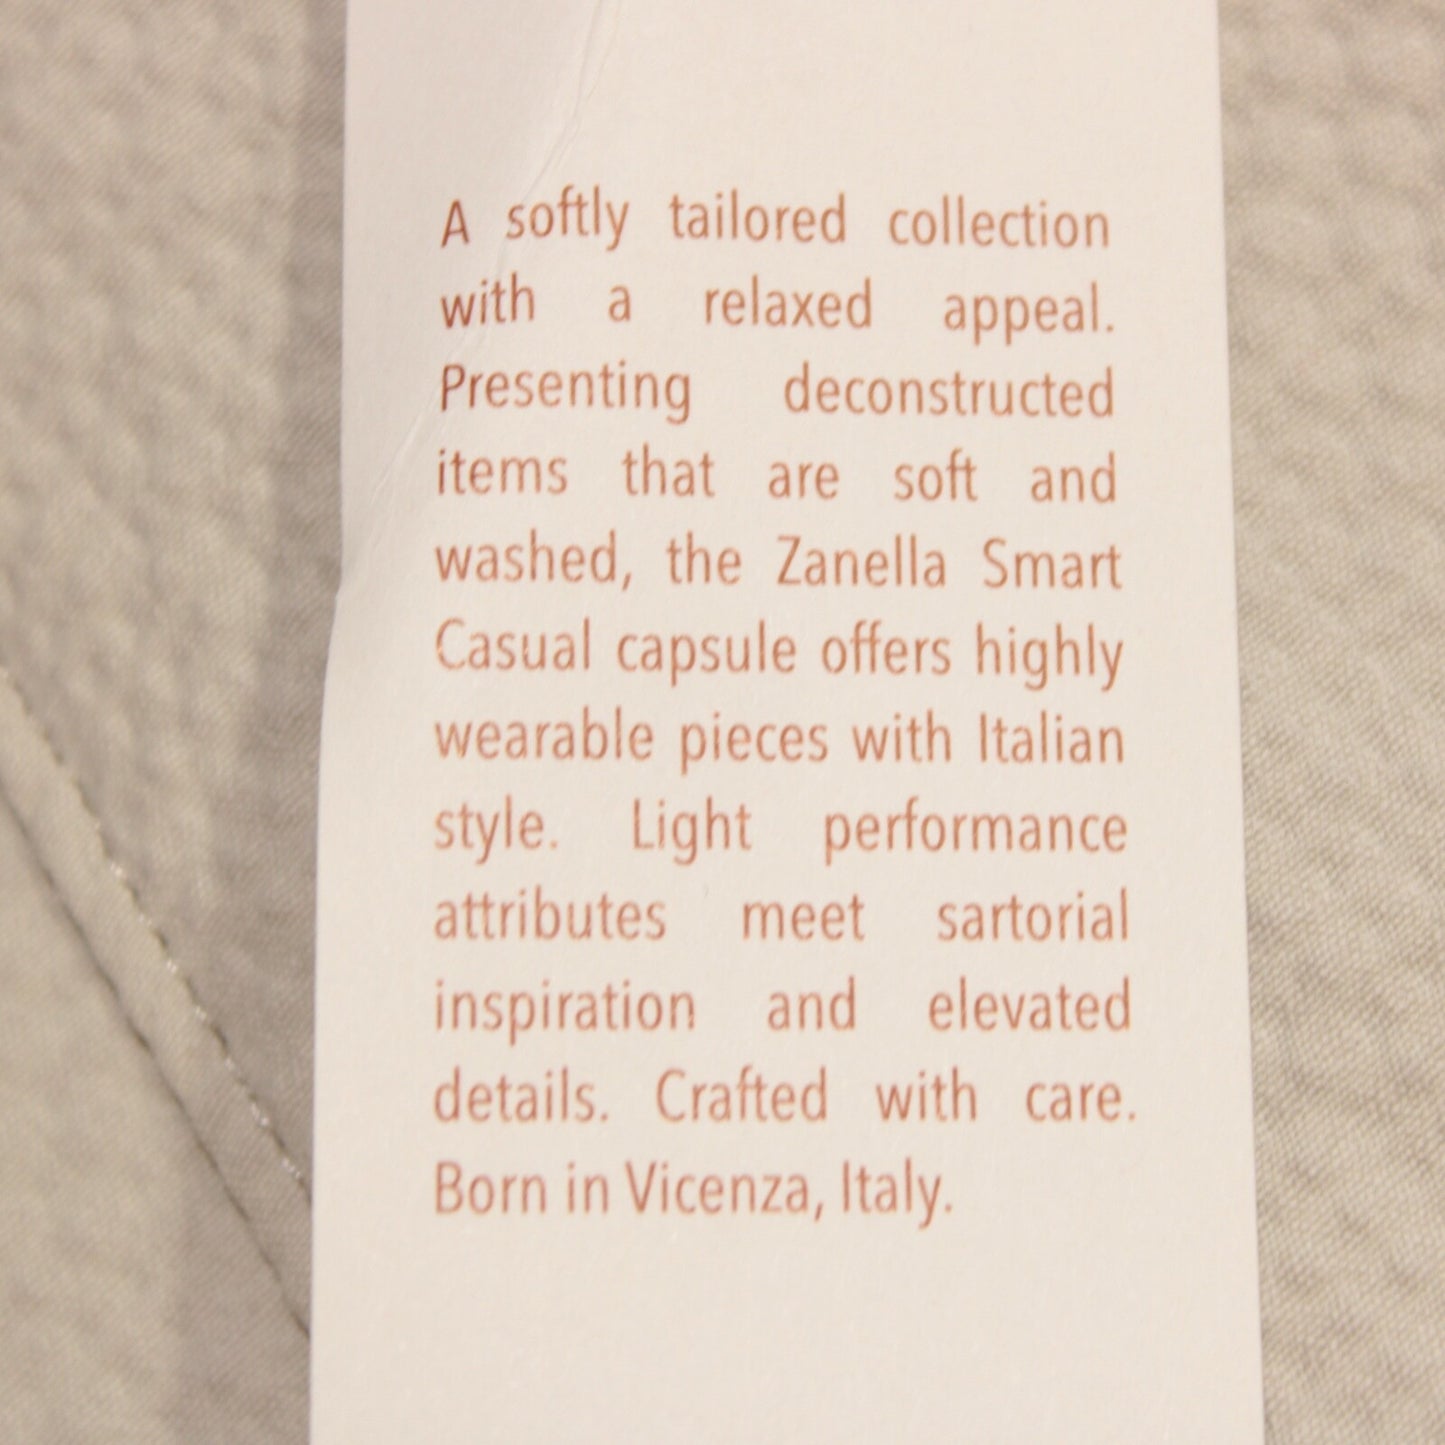 A softly tailored collection
with a relaxed appeal.
Presenting deconstructed
items that are soft and
washed, the Zanella Smart
Casual capsule offers highly
wearable pieces with Italian
style. Light performance
attributes meet sartorial
inspiration and elevated
details. Crafted with care.
Born in Vicenza, Italy.